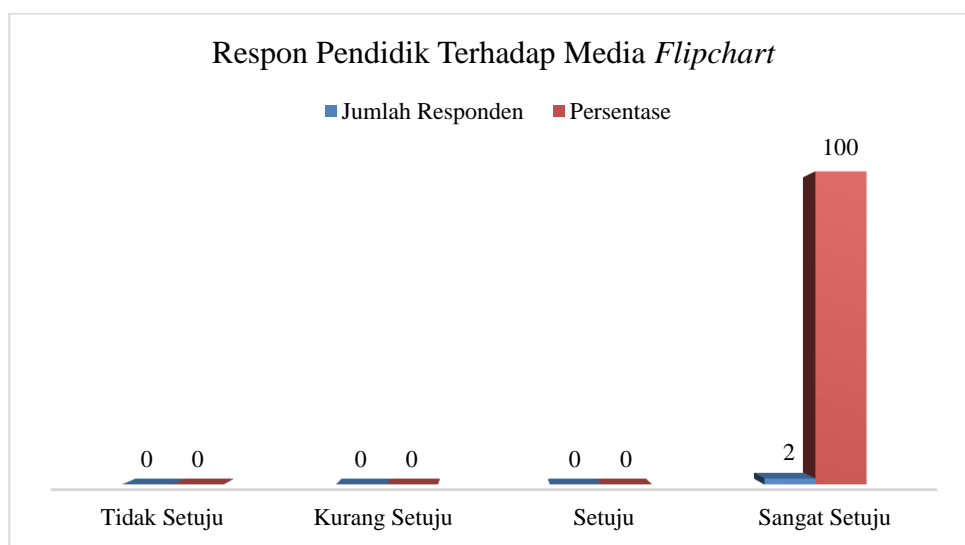 Respon Pendidik Terhadap Media Flipchart
Jumlah Responden Persentase
100
2
0 0 0 0 0 0
Tidak Setuju Kurang Setuju Setuju Sangat Setuju